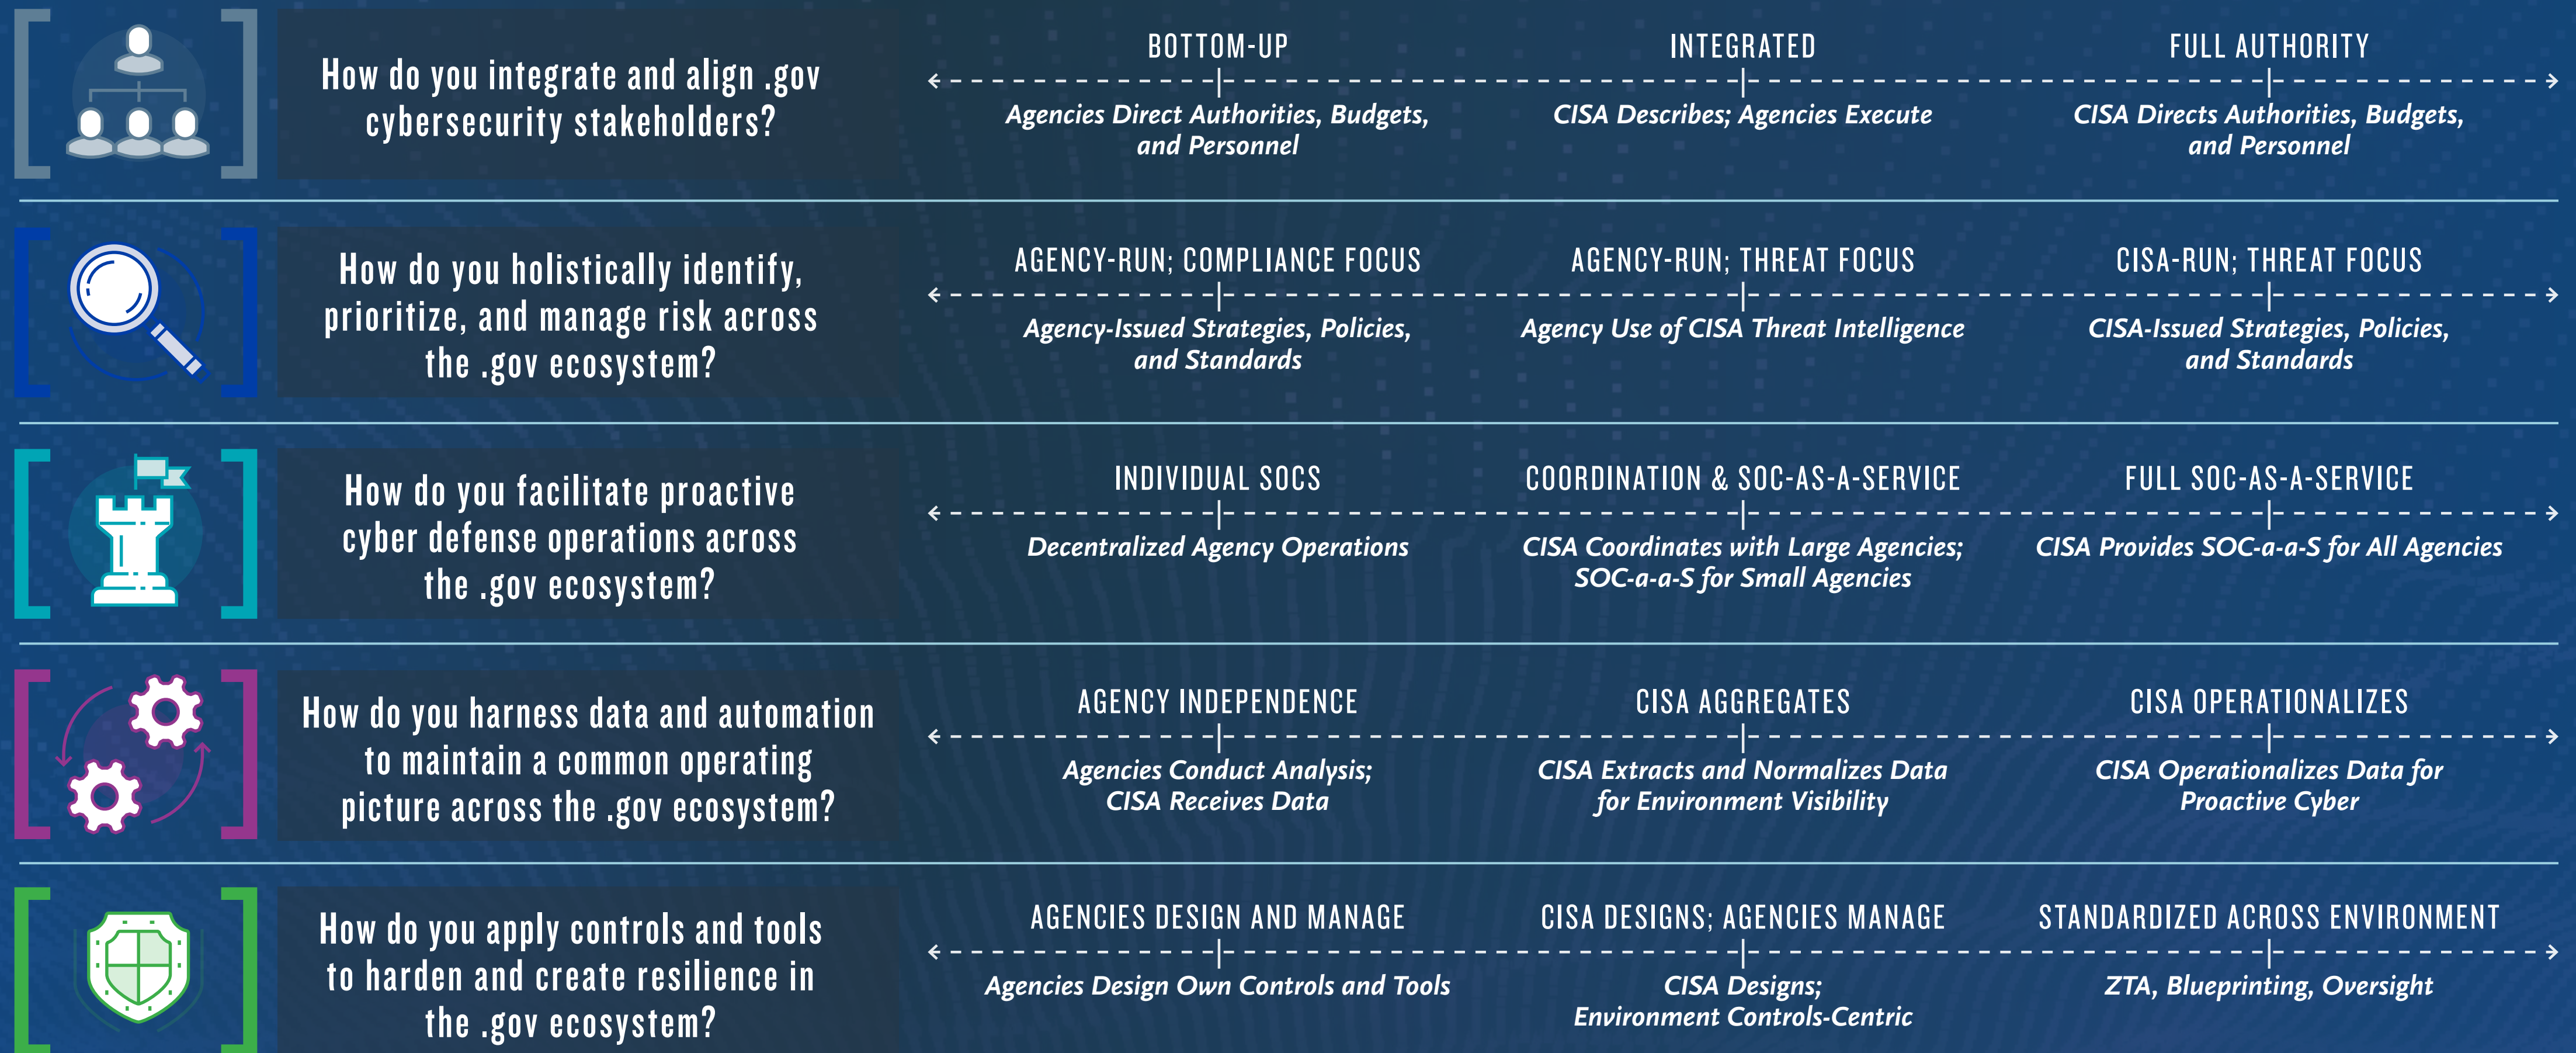 How do you integrate and align .gov
cybersecurity stakeholders?
BOTTOM-UP
Agencies Direct Authorities, Budgets,
and Personnel
INTEGRATED
CISA Describes; Agencies Execute
FULL AUTHORITY
CISA Directs Authorities, Budgets,
and Personnel
How do you holistically identify,
prioritize, and manage risk across
the .gov ecosystem?
AGENCY-RUN; COMPLIANCE FOCUS
Agency-Issued Strategies, Policies,
and Standards
AGENCY-RUN; THREAT FOCUS
Agency Use of CISA Threat Intelligence
CISA-RUN; THREAT FOCUS
CISA-Issued Strategies, Policies,
and Standards
How do you facilitate proactive
cyber defense operations across
the .gov ecosystem?
INDIVIDUAL SOCS
Decentralized Agency Operations
COORDINATION & SOC-AS-A-SERVICE
CISA Coordinates with Large Agencies;
SOC-a-a-S for Small Agencies
FULL SOC-AS-A-SERVICE
CISA Provides SOC-a-a-S for All Agencies
How do you harness data and automation
to maintain a common operating
picture across the .gov ecosystem?
AGENCY INDEPENDENCE
Agencies Conduct Analysis;
CISA Receives Data
CISA AGGREGATES
CISA Extracts and Normalizes Data
for Environment Visibility
CISA OPERATIONALIZES
CISA Operationalizes Data for
Proactive Cyber
How do you apply controls and tools
to harden and create resilience in
the .gov ecosystem?
AGENCIES DESIGN AND MANAGE
Agencies Design Own Controls and Tools
CISA DESIGNS; AGENCIES MANAGE
CISA Designs;
Environment Controls-Centric
STANDARDIZED ACROSS ENVIRONMENT
ZTA, Blueprinting, Oversight